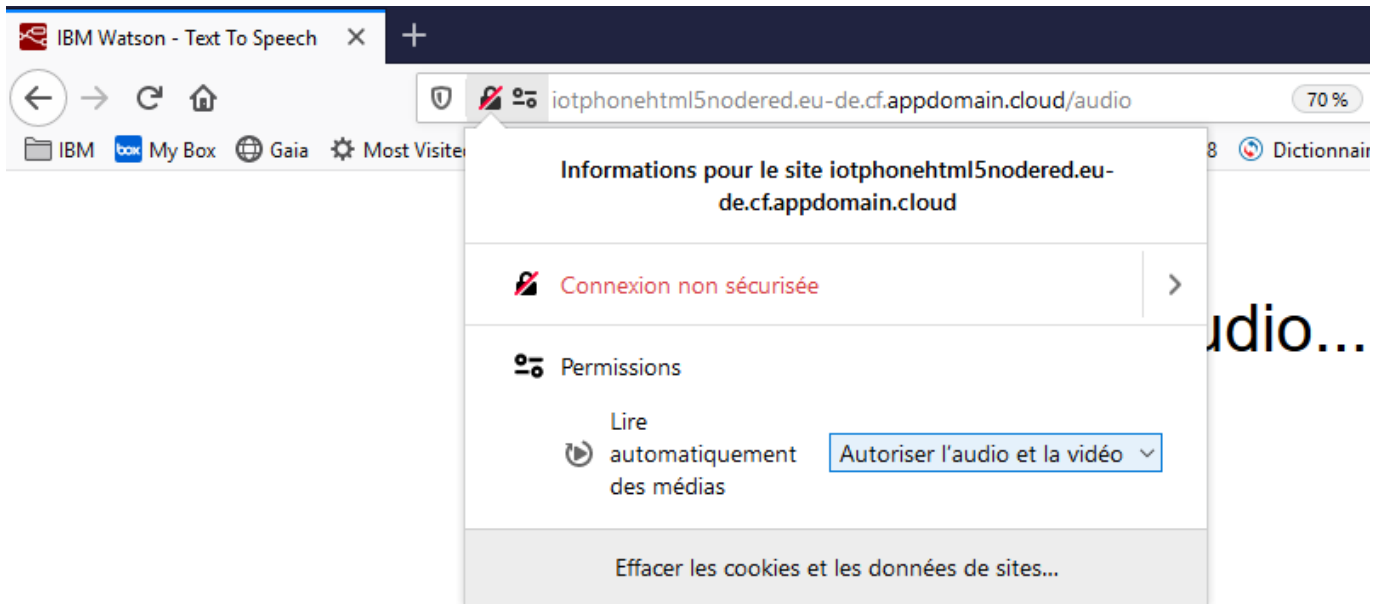 IBM Watson - Text To Speech
iotphonehtml5nodered.eu-de.cf.appdomain.cloud/audio 70 %
IBM box My Box Gaia Most Visite 8 Dictionnair
Informations pour le site iotphonehtml5nodered.eu-
de.cf.appdomain.cloud
Connexion non sécurisée
udio...
Permissions
Lire
automatiquement Autoriser l'audio et la vidéo
des médias
Effacer les cookies et les données de sites...